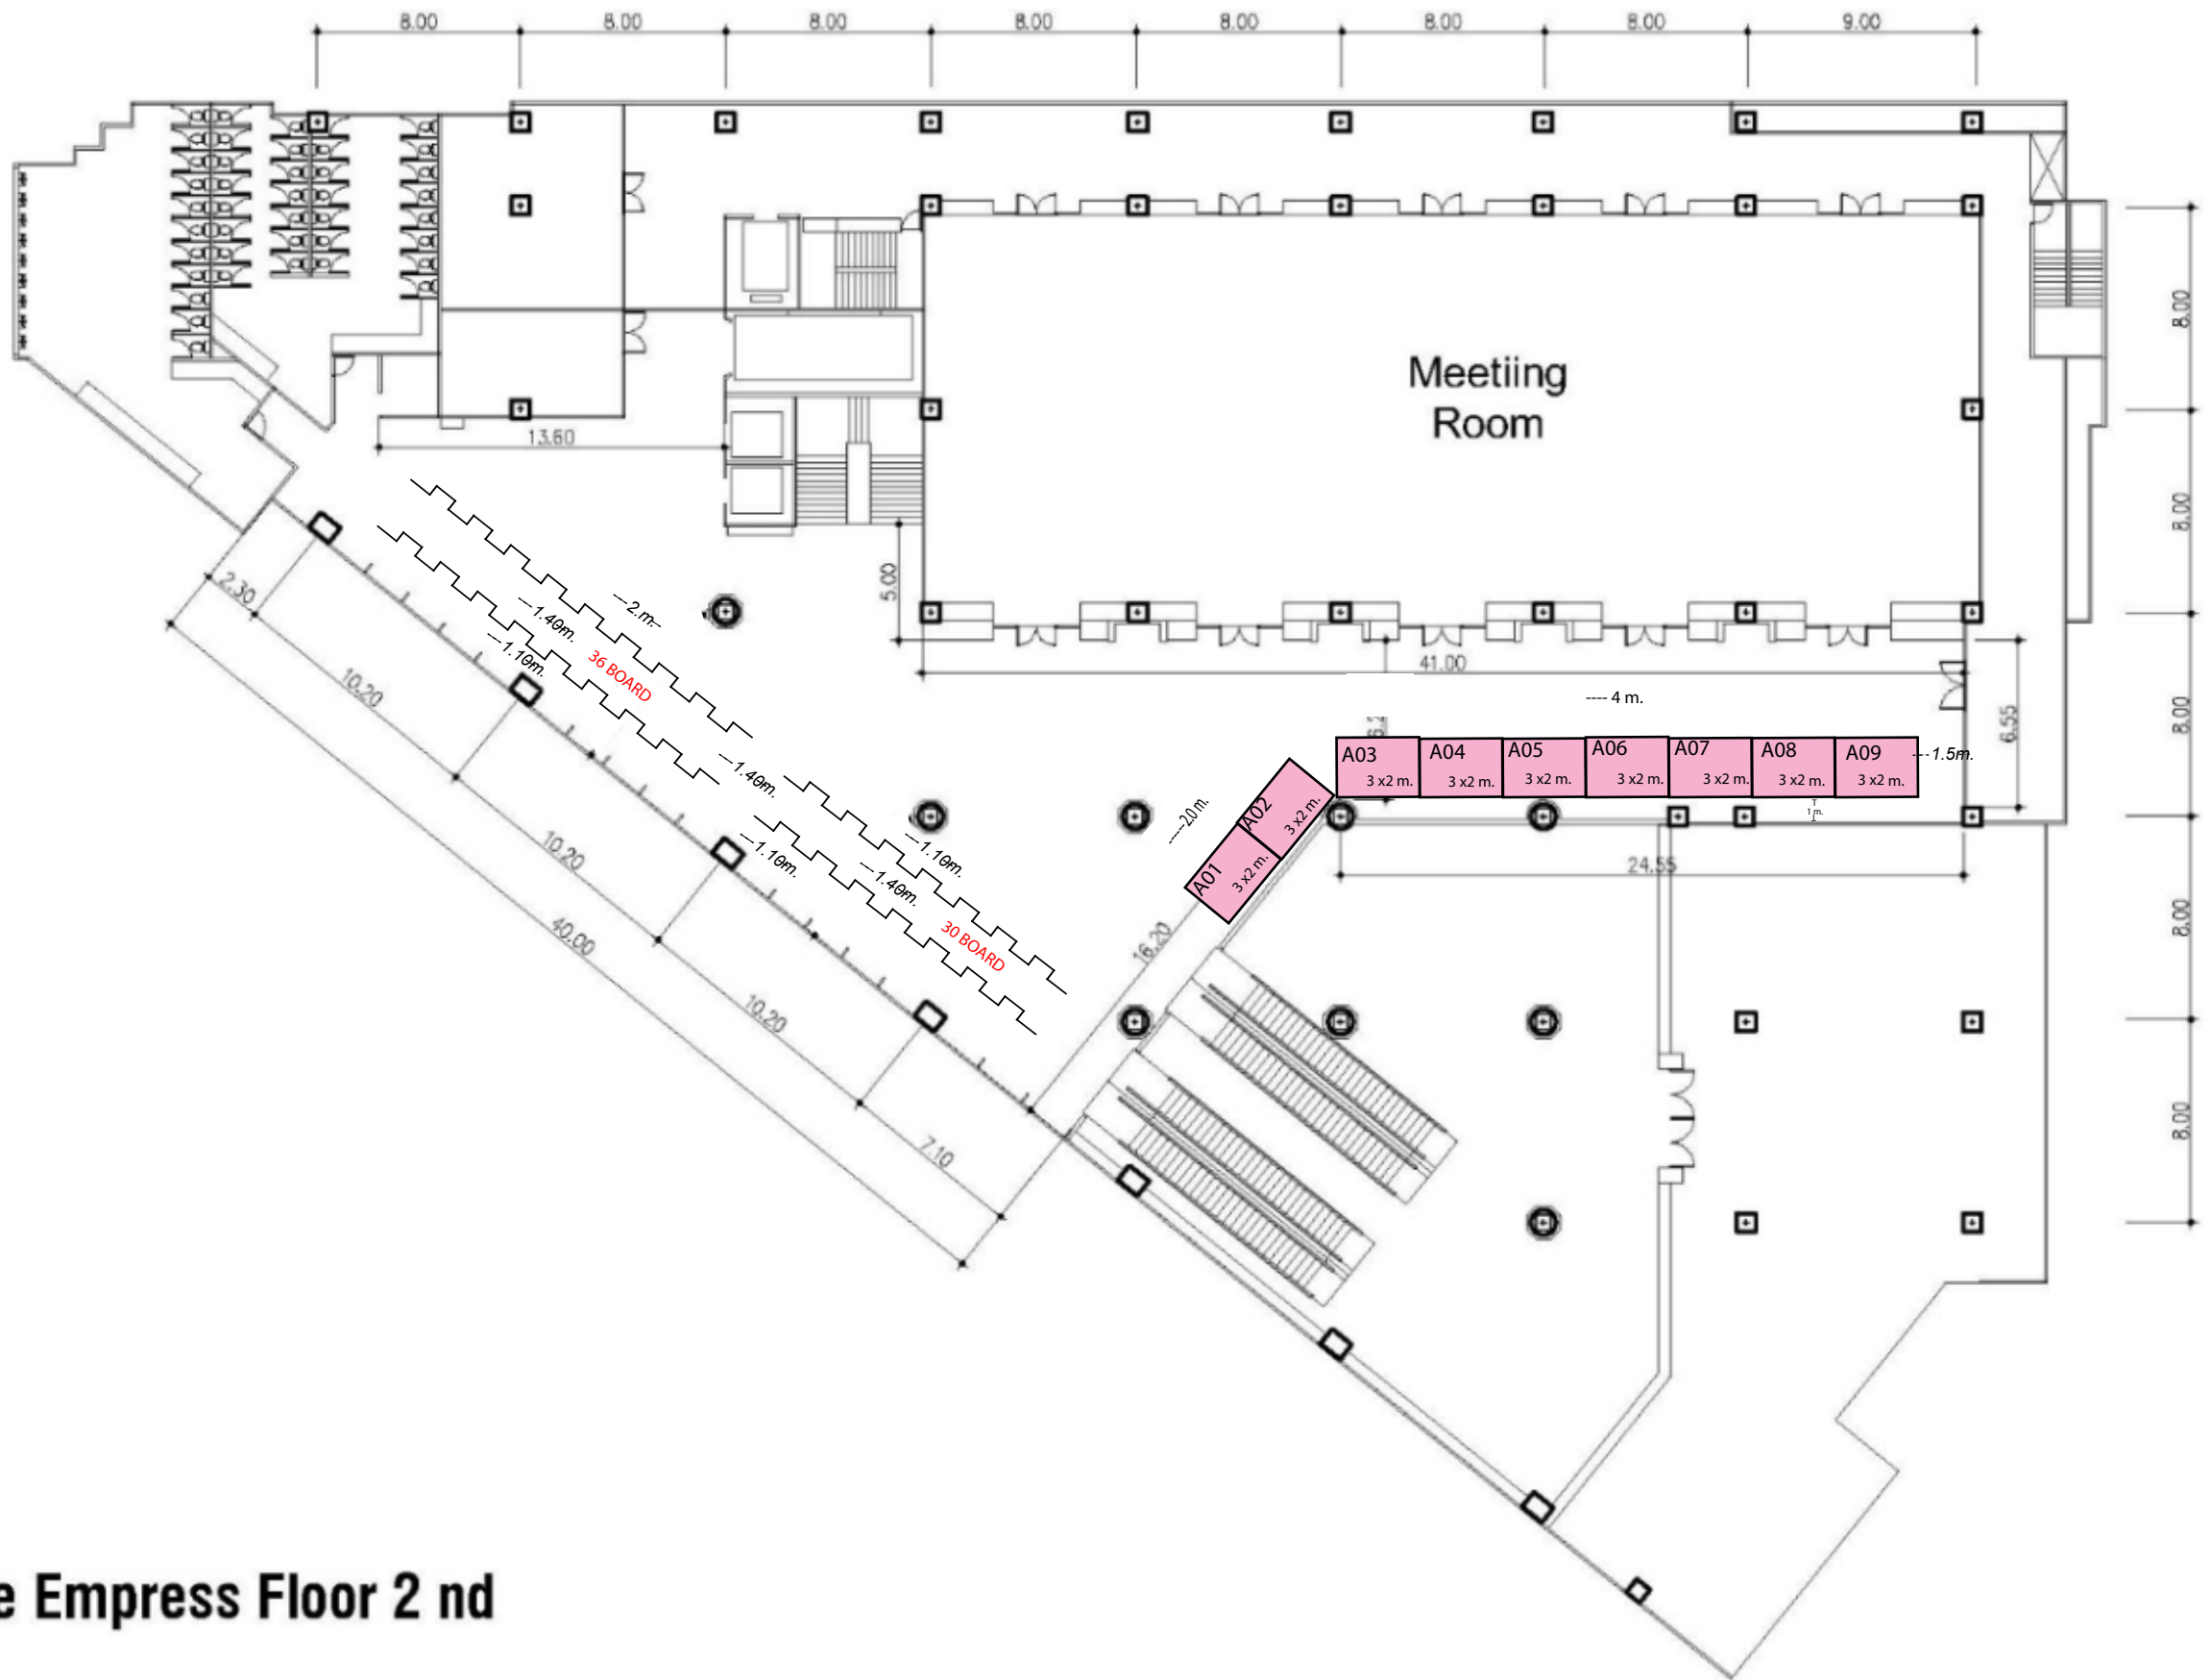 8.00 8.00 8.00 8.00 8.00 8.00 8.00 9.00
8.00
Meetiing
Room
13.60
8.00
5.00
2.30
---2.m.--
---1.40m.
---1.10m.
36 BOARD
41.00
---- 4 m.
10.20
8.00
6.55
A03 A04 A05 A06 A07 A08 A09
3 x2 m. 3 x2 m. 3 x2 m. 3 x2 m. 3 x2 m. 3 x2 m. 3 x2 m.
---1.5m.
1 m.
---1.40m.
A02
3 x2 m.
-----2.0 m.
A01
3 x2 m.
---1.10m.
---1.10m.
---1.40m.
30 BOARD
10.20
24.55
8.00
16.20
40.00
10.20
8.00
7.10
e Empress Floor 2 nd